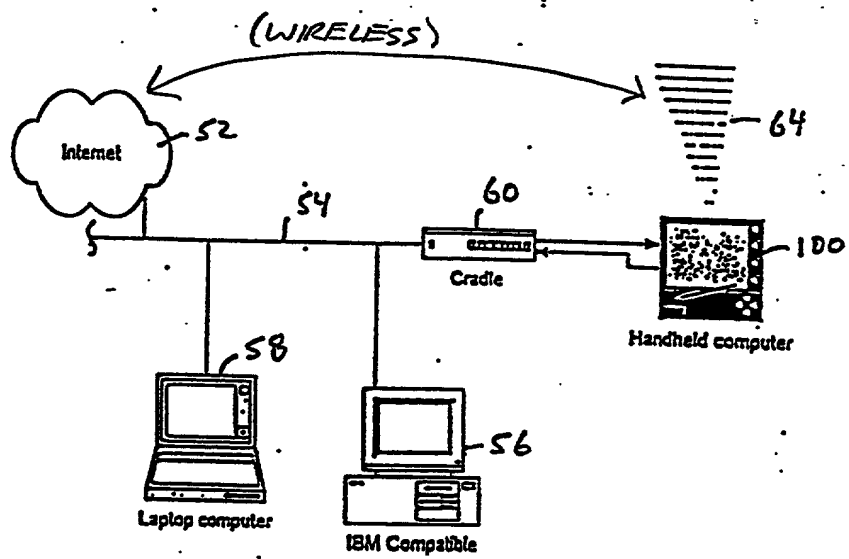 (WIRELESS)
Internet
52
64
54
60
Cradle
100
Handheld computer
58
Laptop computer
56
IBM Compatible